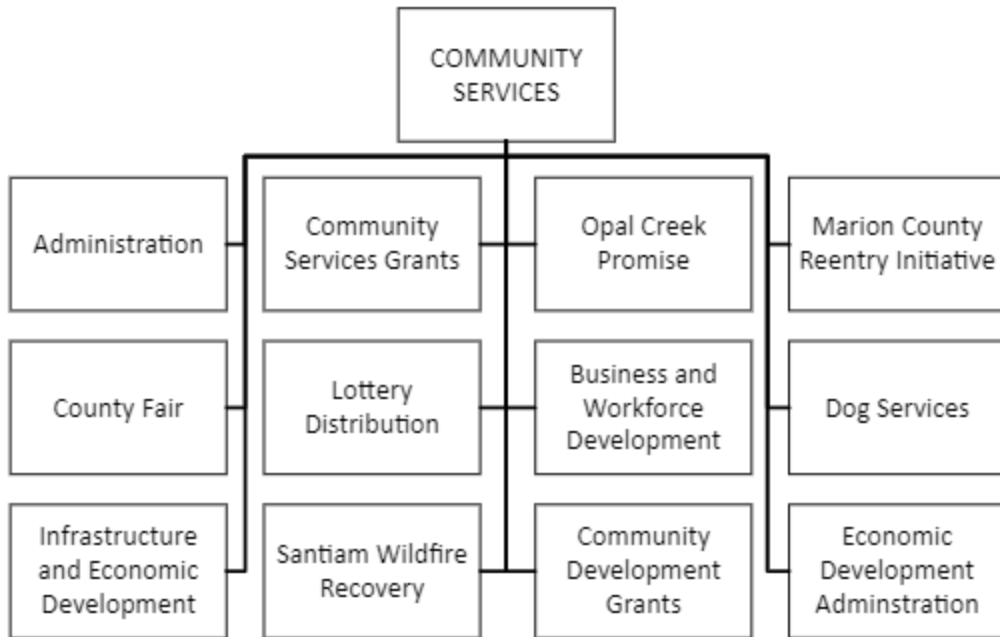 COMMUNITY
SERVICES
Administration
Community
Services Grants
Opal Creek
Promise
Marion County
Reentry Initiative
County Fair
Lottery
Distribution
Business and
Workforce
Development
Dog Services
Infrastructure
and Economic
Development
Santiam Wildfire
Recovery
Community
Development
Grants
Economic
Development
Adminstration